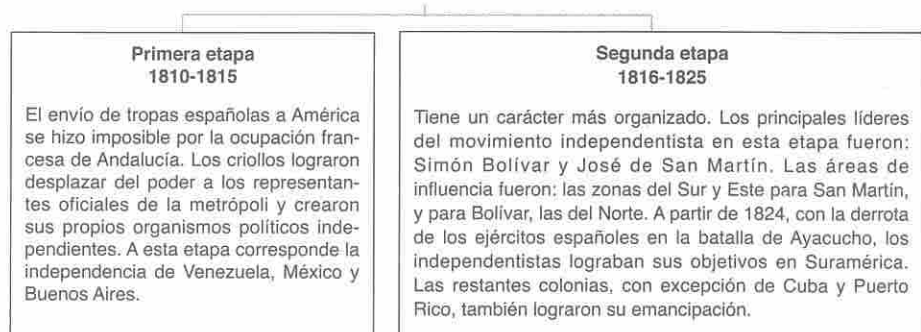 Primera etapa
1810-1815
El envío de tropas españolas a América
se hizo imposible por la ocupación fran-
cesa de Andalucía. Los criollos lograron
desplazar del poder a los representan-
tes oficiales de la metrópoli y crearon
sus propios organismos políticos inde-
pendientes. A esta etapa corresponde la
independencia de Venezuela, México y
Buenos Aires.
Segunda etapa
1816-1825
Tiene un carácter más organizado. Los principales líderes
del movimiento independentista en esta etapa fueron:
Simón Bolívar y José de San Martín. Las áreas de
influencia fueron: las zonas del Sur y Este para San Martín,
y para Bolívar, las del Norte. A partir de 1824, con la derrota
de los ejércitos españoles en la batalla de Ayacucho, los
independentistas lograban sus objetivos en Suramérica.
Las restantes colonias, con excepción de Cuba y Puerto
Rico, también lograron su emancipación.